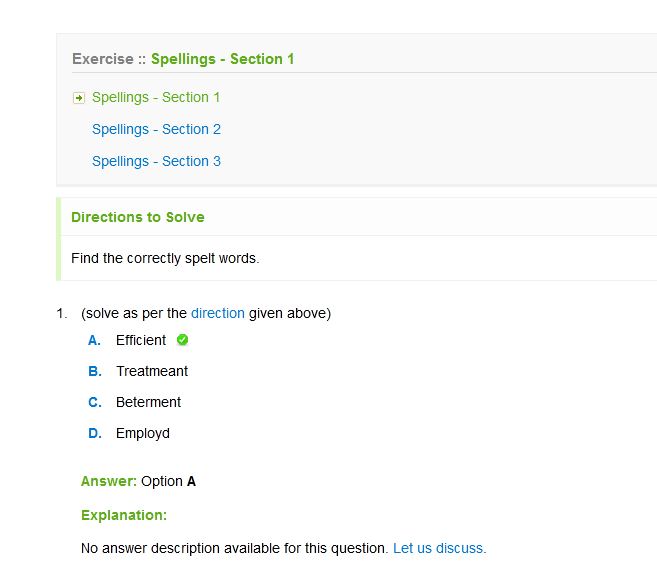 Exercise :: Spellings - Section 1
Spellings - Section 1
Spellings - Section 2
Spellings - Section 3
Directions to Solve
Find the correctly spelt words.
1. (solve as per the direction given above)
A. Efficient
B. Treatmeant
C. Beterment
D. Employd
Answer: Option A
Explanation:
No answer description available for this question. Let us discuss.